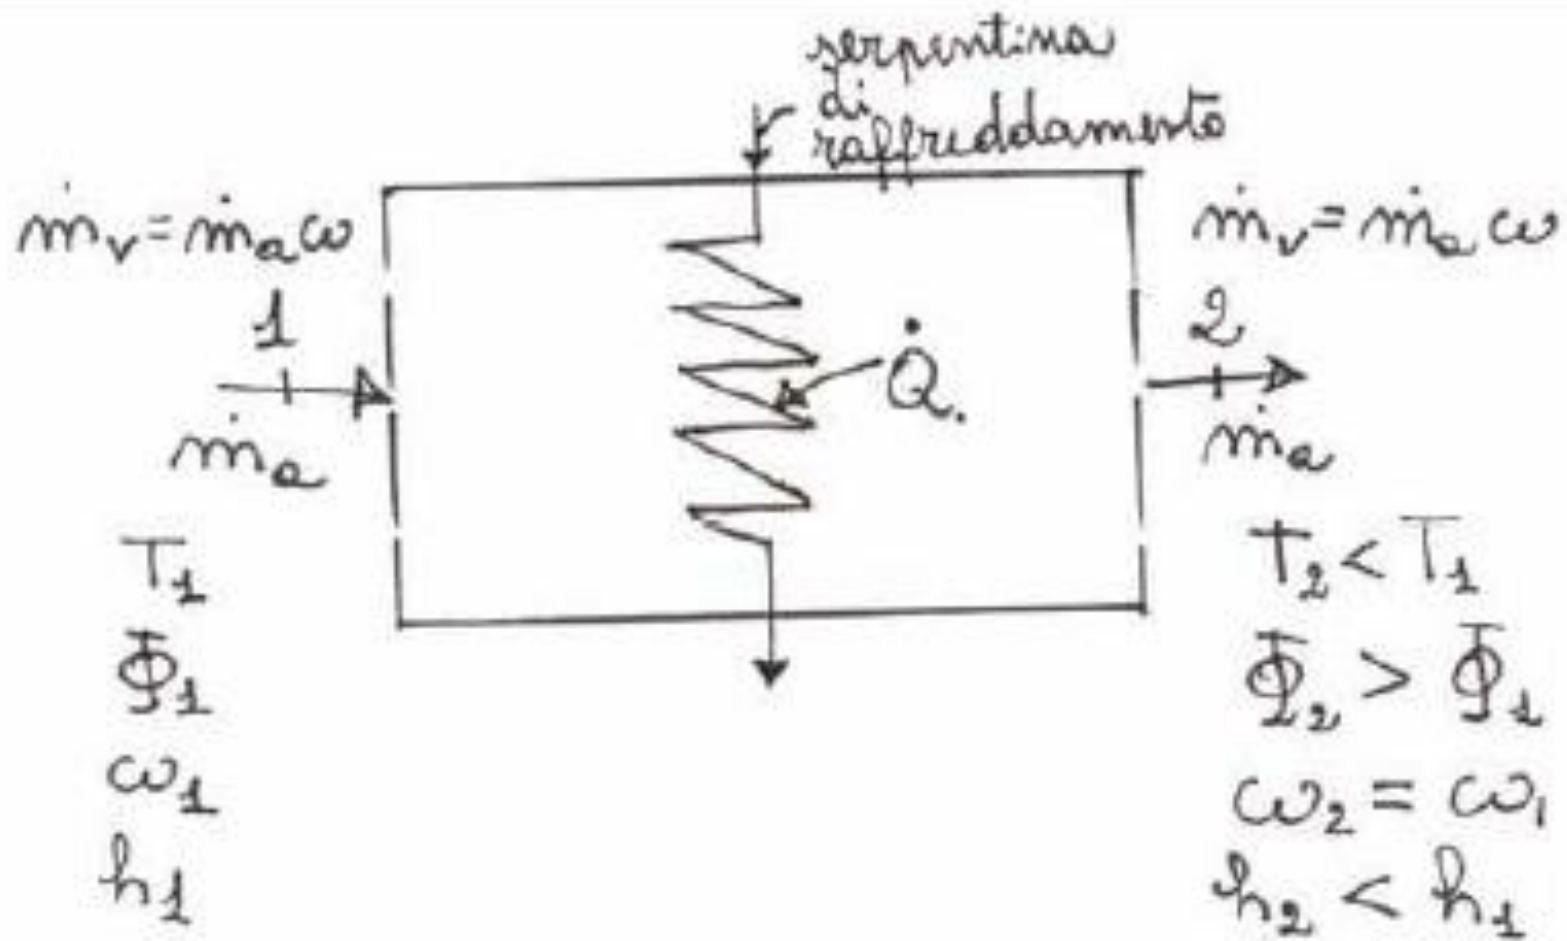 serpentina
di
raffreddamento
ṁv = ṁa ω
1
ṁa
T1
Φ1
ω1
h1
Q̇.
ṁv = ṁa ω
2
ṁa
T2 < T1
Φ2 > Φ1
ω2 = ω1
h2 < h1